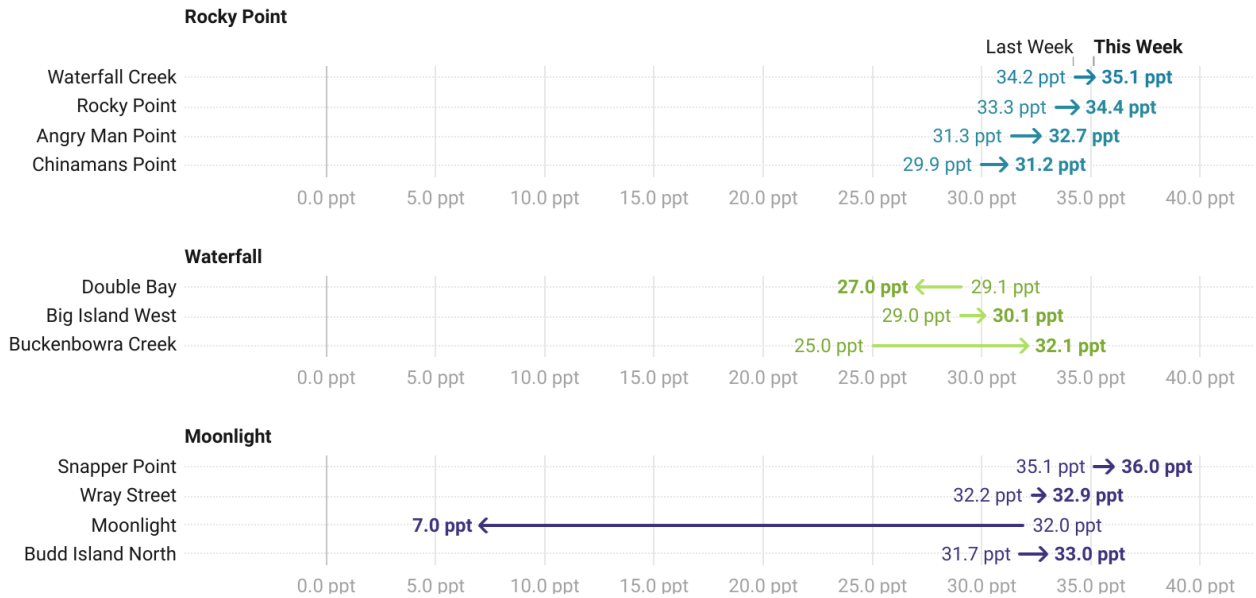 Rocky Point
Last Week This Week
Waterfall Creek 34.2 ppt 35.1 ppt
Rocky Point 33.3 ppt 34.4 ppt
Angry Man Point 31.3 ppt 32.7 ppt
Chinamans Point 29.9 ppt 31.2 ppt
0.0 ppt 5.0 ppt 10.0 ppt 15.0 ppt 20.0 ppt 25.0 ppt 30.0 ppt 35.0 ppt 40.0 ppt
Waterfall
Double Bay 27.0 ppt 29.1 ppt
Big Island West 29.0 ppt 30.1 ppt
Buckenbowra Creek 25.0 ppt 32.1 ppt
0.0 ppt 5.0 ppt 10.0 ppt 15.0 ppt 20.0 ppt 25.0 ppt 30.0 ppt 35.0 ppt 40.0 ppt
Moonlight
Snapper Point 35.1 ppt 36.0 ppt
Wray Street 32.2 ppt 32.9 ppt
Moonlight 7.0 ppt 32.0 ppt
Budd Island North 31.7 ppt 33.0 ppt
0.0 ppt 5.0 ppt 10.0 ppt 15.0 ppt 20.0 ppt 25.0 ppt 30.0 ppt 35.0 ppt 40.0 ppt